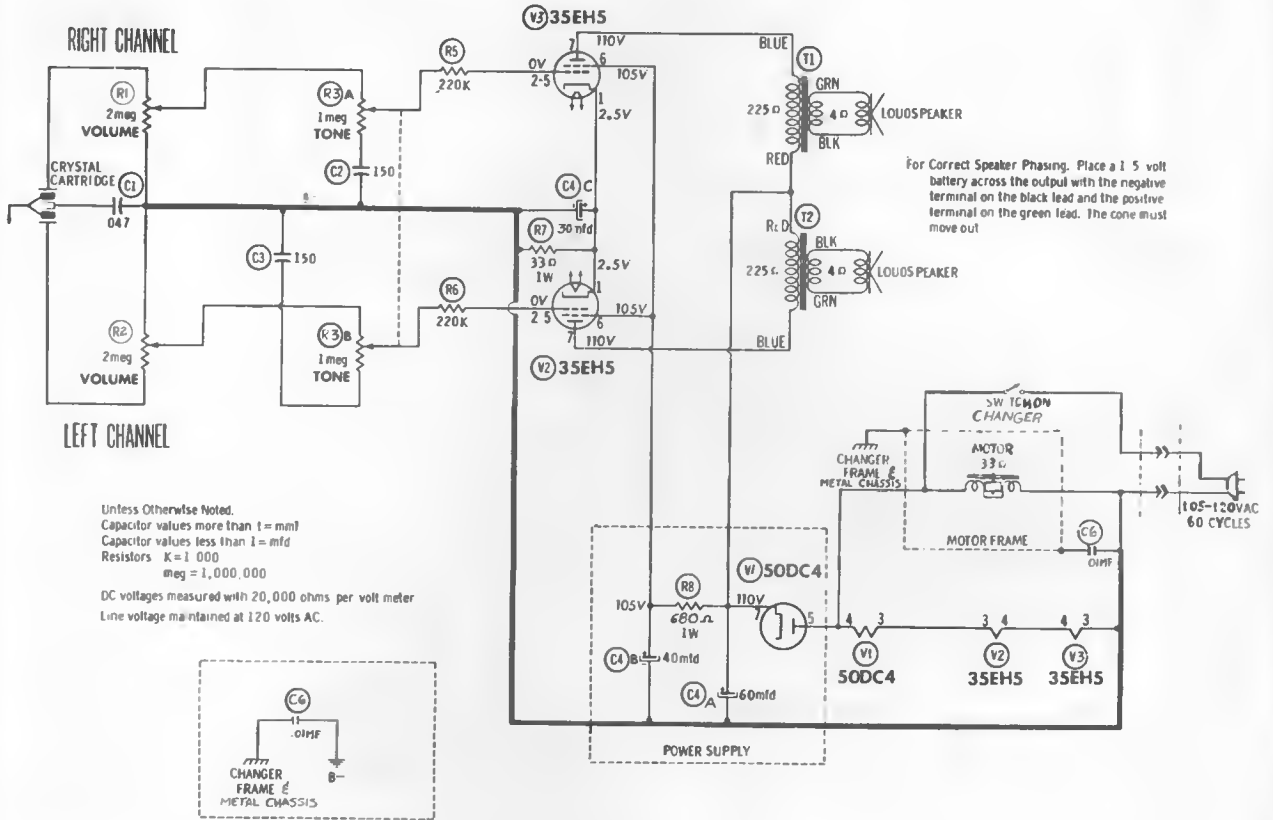 RIGHT CHANNEL
R1
2meg
VOLUME
CRYSTAL
CARTRIDGE
C1
047
R3 A
1 meg
TONE
C2
150
R5
220K
V3 35EH5
7
110V
6
105V
0V
2-5
1
2.5V
C4 C
30 mfd
R7
33Ω
1W
2.5V
1
C3
150
R6
220K
0V
2 5
6
105V
7
110V
V2 35EH5
R2
2meg
VOLUME
R3 B
1 meg
TONE
LEFT CHANNEL
BLUE
T1
GRN
225Ω
4Ω
LOUDSPEAKER
BLK
RED
T2
RED
BLK
225Ω
4Ω
LOUDSPEAKER
GRN
BLUE
For Correct Speaker Phasing. Place a 1 5 volt
battery across the output with the negative
terminal on the black lead and the positive
terminal on the green lead. The cone must
move out
SWITCH ON
CHANGER
CHANGER
FRAME &
METAL CHASSIS
MOTOR
33Ω
MOTOR FRAME
C6
.01MF
105-120VAC
60 CYCLES
Unless Otherwise Noted.
Capacitor values more than 1 = mmf
Capacitor values less than 1 = mfd
Resistors K = 1 000
meg = 1,000,000
DC voltages measured with 20,000 ohms per volt meter
Line voltage maintained at 120 volts AC.
V1 50DC4
105V
R8
680Ω
1W
110V
7
5
C4 B
40mfd
C4 A
60mfd
POWER SUPPLY
4 3
V1
50DC4
3 4
V2
35EH5
4 3
V3
35EH5
C6
.01MF
CHANGER
FRAME &
METAL CHASSIS
B-